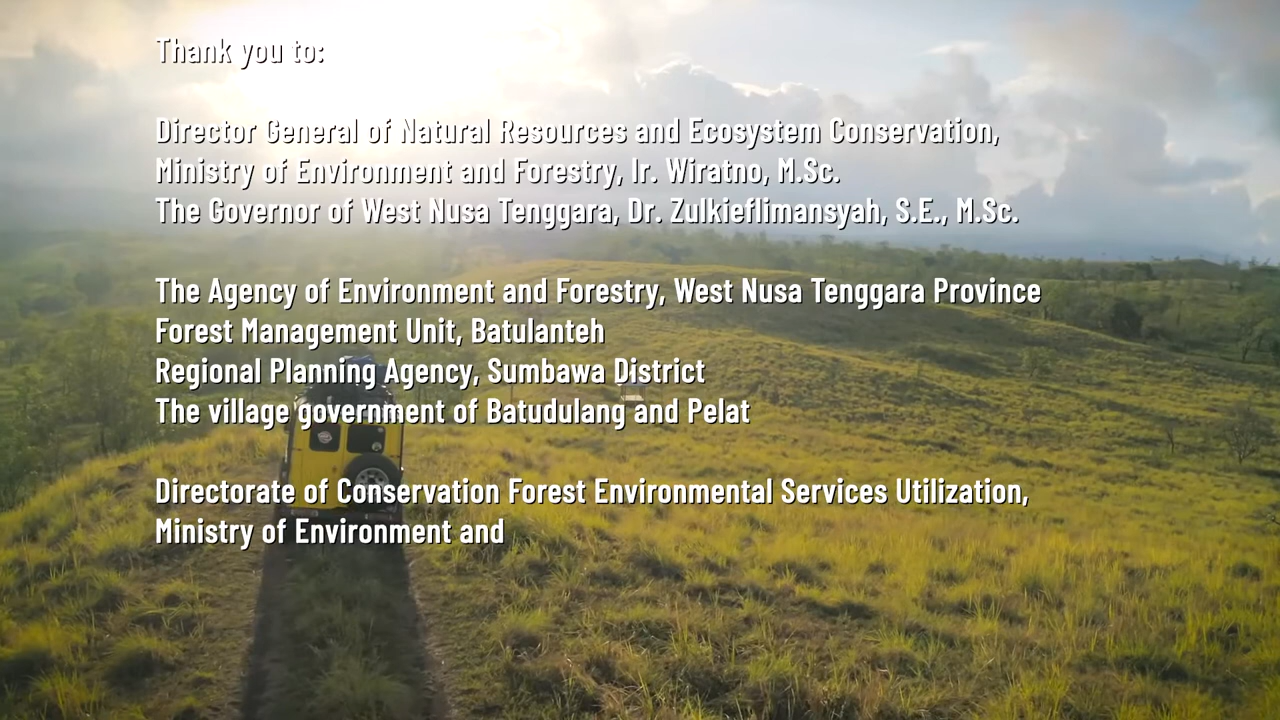 Thank you to:
Director General of Natural Resources and Ecosystem Conservation,
Ministry of Environment and Forestry, Ir. Wiratno, M.Sc.
The Governor of West Nusa Tenggara, Dr. Zulkieflimansyah, S.E., M.Sc.
The Agency of Environment and Forestry, West Nusa Tenggara Province
Forest Management Unit, Batulanteh
Regional Planning Agency, Sumbawa District
The village government of Batudulang and Pelat
Directorate of Conservation Forest Environmental Services Utilization,
Ministry of Environment and